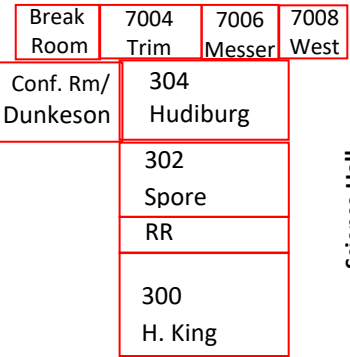 Break Room
7004 Trim
7006 Messer
7008 West
Conf. Rm/
Dunkeson
304
Hudiburg
302
Spore
RR
300
H. King